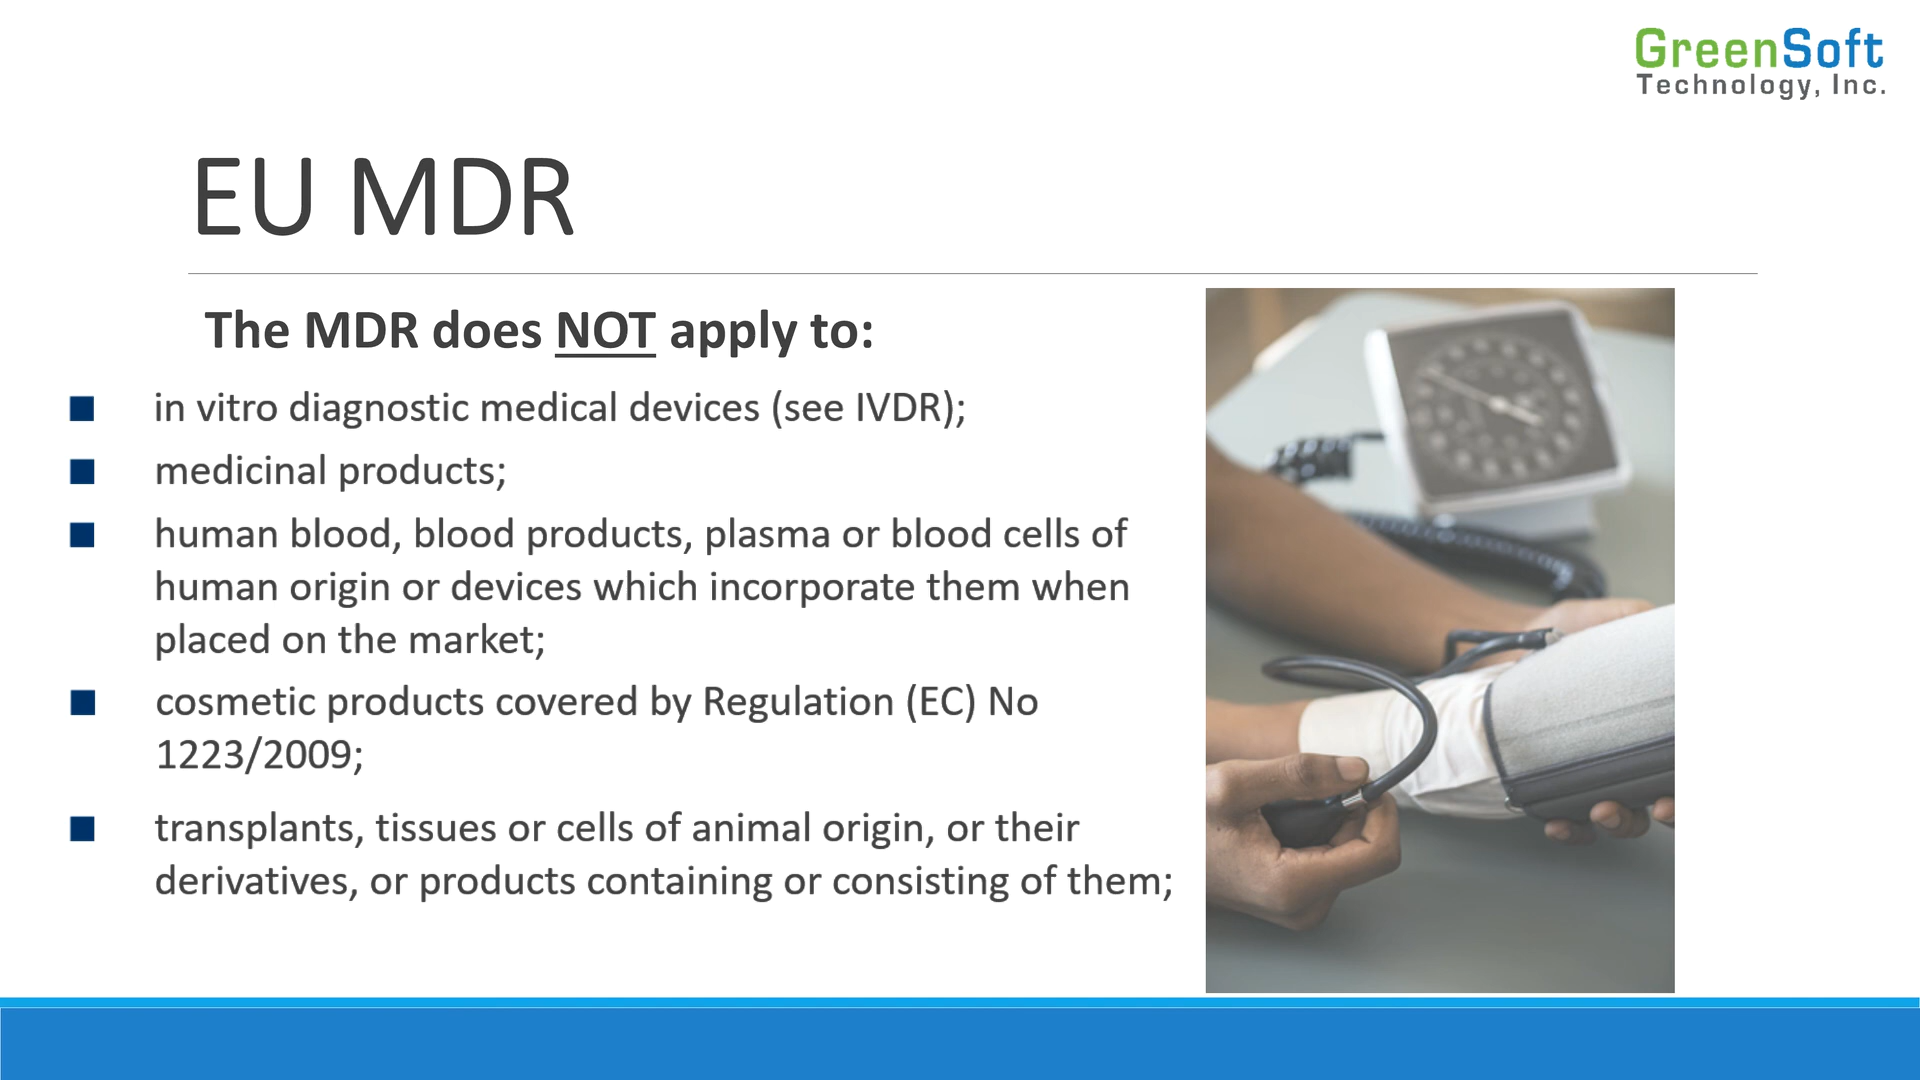 GreenSoft
Technology, Inc.
EU MDR
The MDR does NOT apply to:
in vitro diagnostic medical devices (see IVDR);
medicinal products;
human blood, blood products, plasma or blood cells of
human origin or devices which incorporate them when
placed on the market;
cosmetic products covered by Regulation (EC) No
1223/2009;
transplants, tissues or cells of animal origin, or their
derivatives, or products containing or consisting of them;